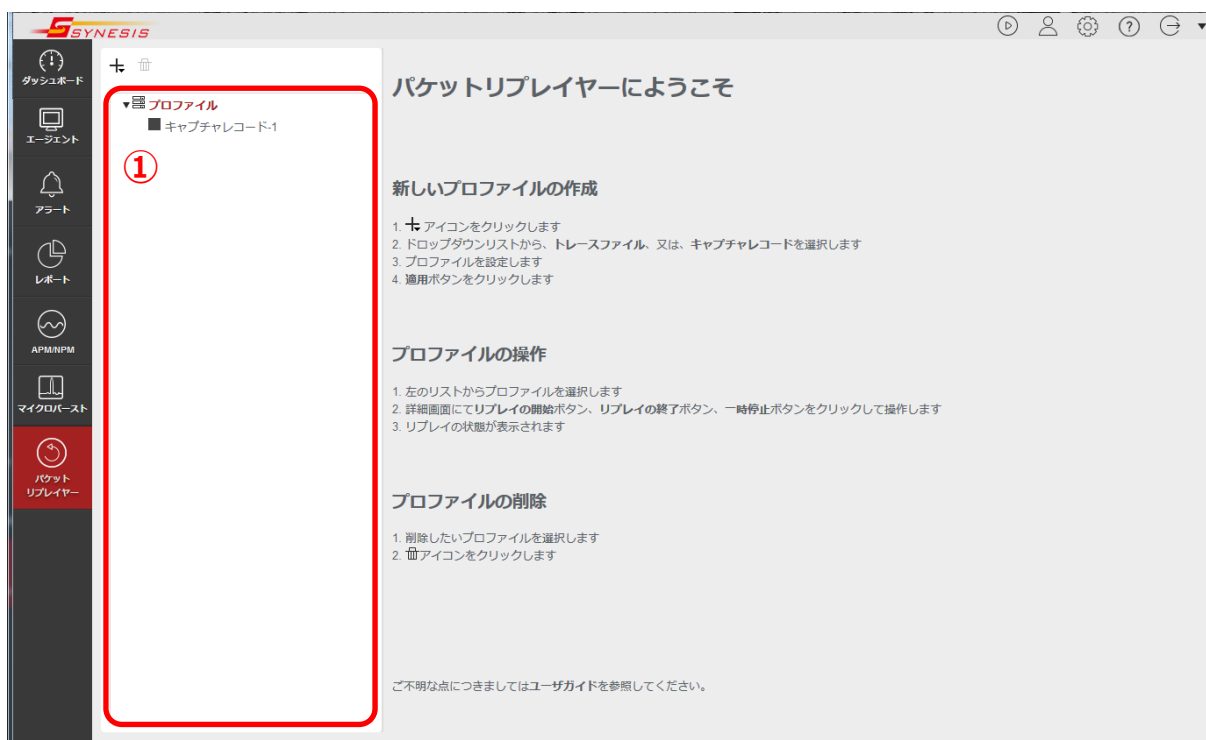 SYNESIS
ダッシュボード
エージェント
アラート
レポート
APM/NPM
マイクロバースト
パケット
リプレイヤー
プロファイル
キャプチャレコード-1
①
パケットリプレイヤーにようこそ
新しいプロファイルの作成
1. アイコンをクリックします
2. ドロップダウンリストから、トレースファイル、又は、キャプチャレコードを選択します
3. プロファイルを設定します
4. 適用ボタンをクリックします
プロファイルの操作
1. 左のリストからプロファイルを選択します
2. 詳細画面にてリプレイの開始ボタン、リプレイの終了ボタン、一時停止ボタンをクリックして操作します
3. リプレイの状態が表示されます
プロファイルの削除
1. 削除したいプロファイルを選択します
2. アイコンをクリックします
ご不明な点につきましてはユーザガイドを参照してください。